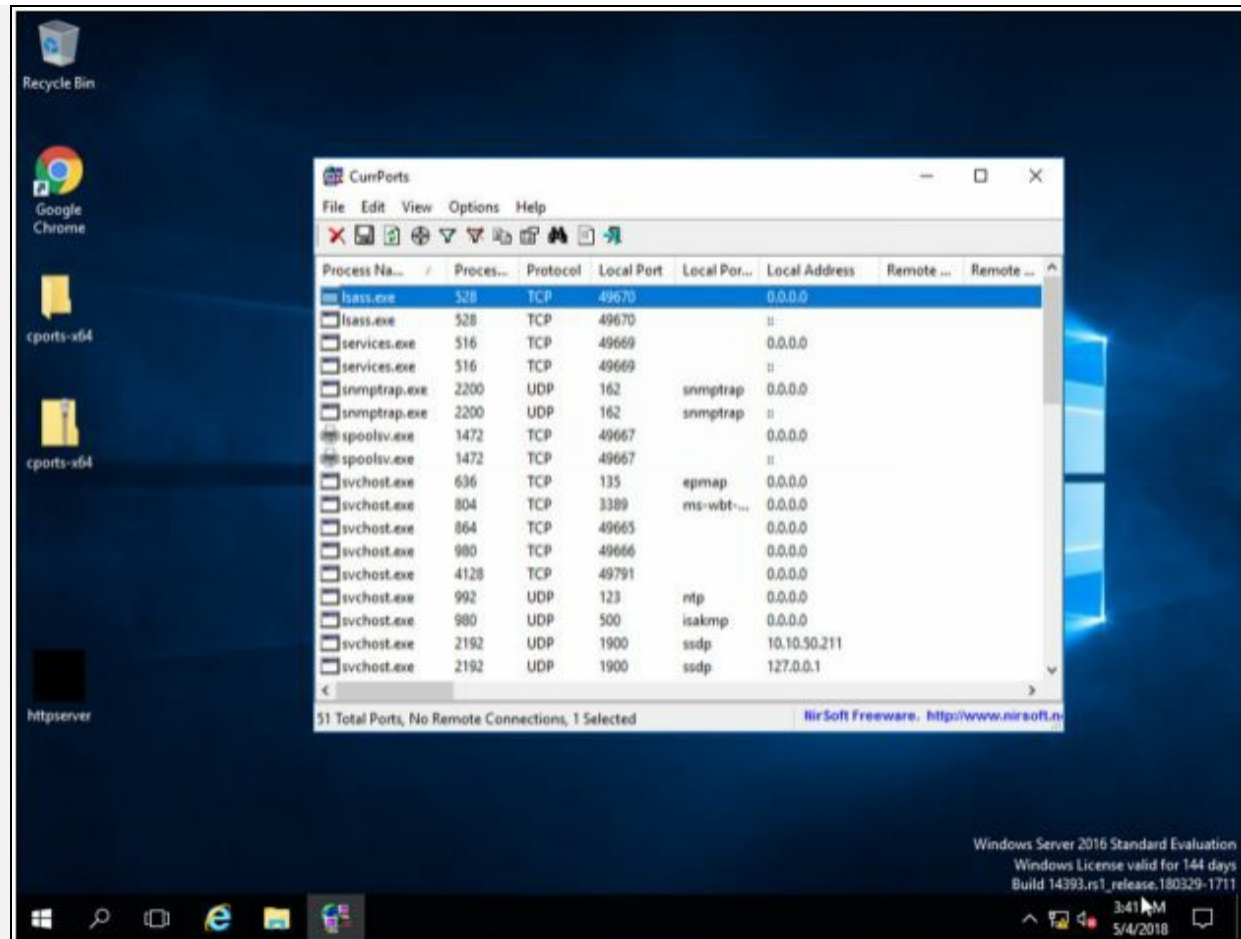 Recycle Bin
Google
Chrome
cports-x64
cports-x64
httpserver
CurrPorts
File Edit View Options Help
Process Na... / Proces... Protocol Local Port Local Por... Local Address Remote ... Remote ...
lsass.exe 528 TCP 49670 0.0.0.0
lsass.exe 528 TCP 49670 ::
services.exe 516 TCP 49669 0.0.0.0
services.exe 516 TCP 49669 ::
snmptrap.exe 2200 UDP 162 snmptrap 0.0.0.0
snmptrap.exe 2200 UDP 162 snmptrap ::
spoolsv.exe 1472 TCP 49667 0.0.0.0
spoolsv.exe 1472 TCP 49667 ::
svchost.exe 636 TCP 135 epmap 0.0.0.0
svchost.exe 804 TCP 3389 ms-wbt-... 0.0.0.0
svchost.exe 864 TCP 49665 0.0.0.0
svchost.exe 980 TCP 49666 0.0.0.0
svchost.exe 4128 TCP 49791 0.0.0.0
svchost.exe 992 UDP 123 ntp 0.0.0.0
svchost.exe 980 UDP 500 isakmp 0.0.0.0
svchost.exe 2192 UDP 1900 ssdp 10.10.50.211
svchost.exe 2192 UDP 1900 ssdp 127.0.0.1
51 Total Ports, No Remote Connections, 1 Selected NirSoft Freeware. http://www.nirsoft.n
Windows Server 2016 Standard Evaluation
Windows License valid for 144 days
Build 14393.rs1_release.180329-1711
3:41
5/4/2018